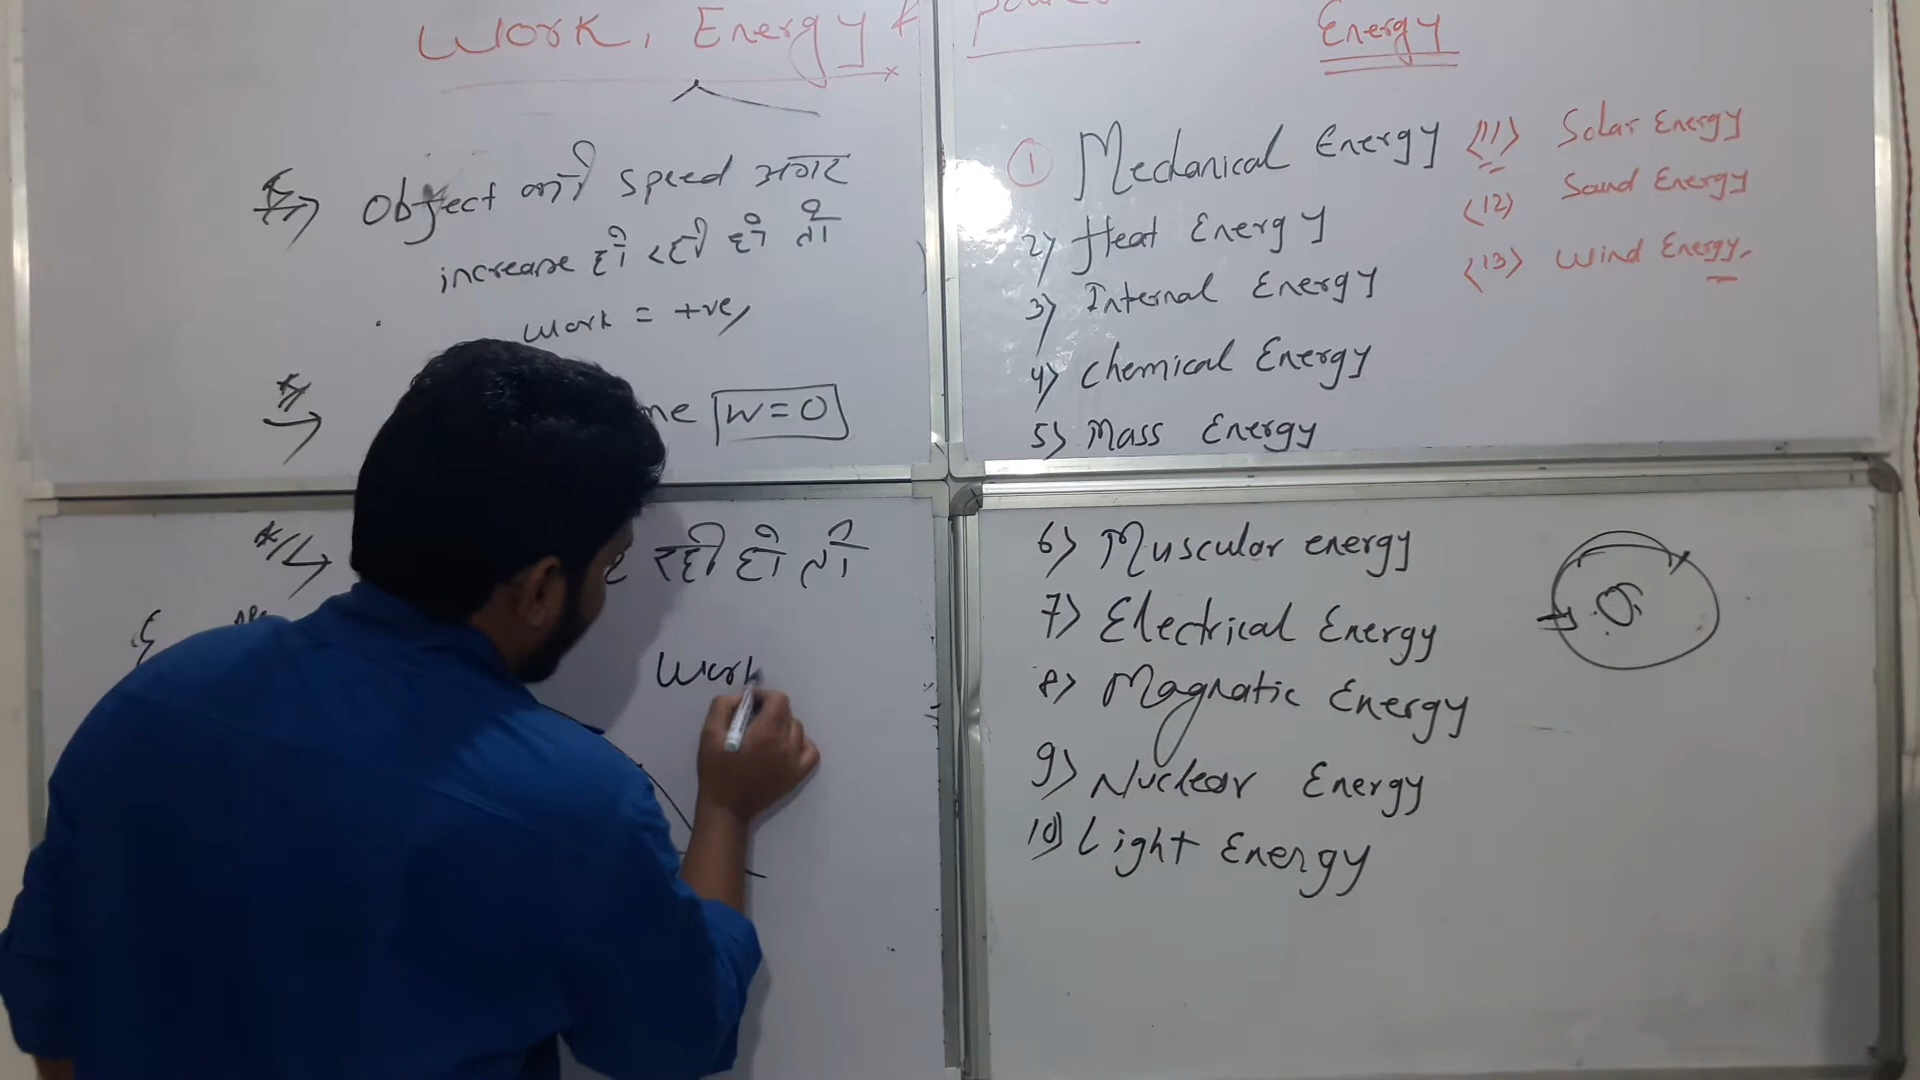 Work, Energy &
Object की speed अगर
increase हो रही हो तो
work = +ve,
W=0
रही हो तो
Work
Energy
① Mechanical Energy
2) Heat Energy
3) Internal Energy
4) Chemical Energy
5) Mass Energy
6) Muscular energy
7) Electrical Energy
8) Magnatic Energy
9) Nuclear Energy
10) Light Energy
(11) Solar Energy
(12) Sound Energy
(13) Wind Energy.